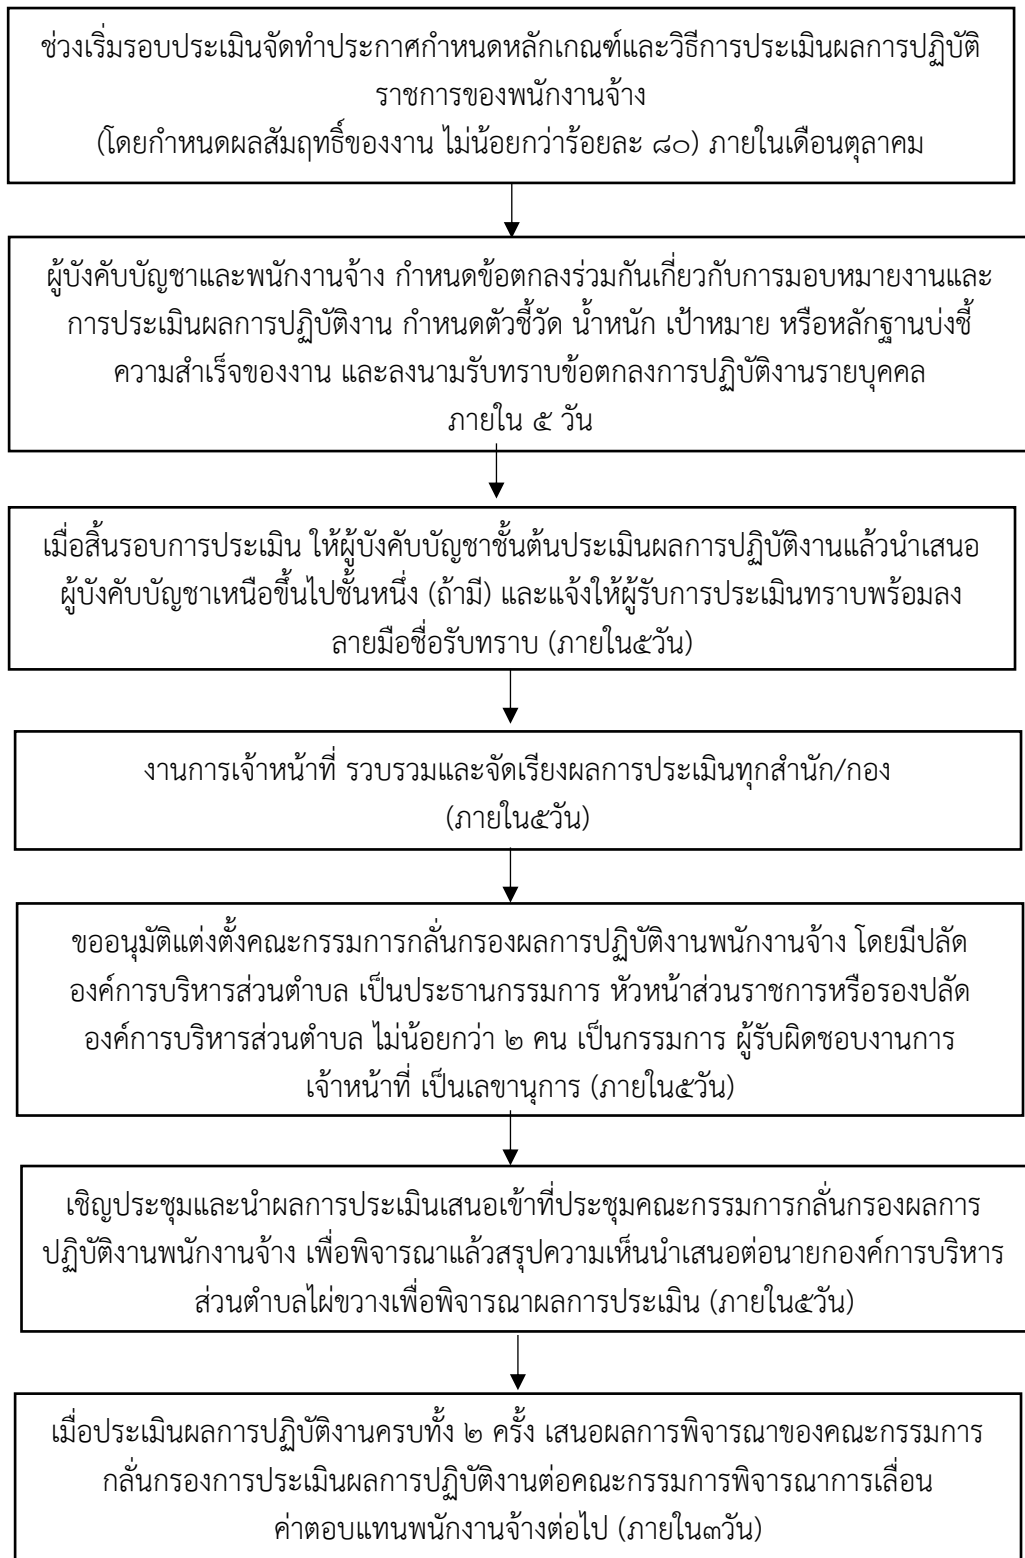 ช่วงเริ่มรอบประเมินจัดทำประกาศกำหนดหลักเกณฑ์และวิธีการประเมินผลการปฏิบัติ
ราชการของพนักงานจ้าง
(โดยกำหนดผลสัมฤทธิ์ของงาน ไม่น้อยกว่าร้อยละ ๘๐) ภายในเดือนตุลาคม
ผู้บังคับบัญชาและพนักงานจ้าง กำหนดข้อตกลงร่วมกันเกี่ยวกับการมอบหมายงานและ
การประเมินผลการปฏิบัติงาน กำหนดตัวชี้วัด น้ำหนัก เป้าหมาย หรือหลักฐานบ่งชี้
ความสำเร็จของงาน และลงนามรับทราบข้อตกลงการปฏิบัติงานรายบุคคล
ภายใน ๕ วัน
เมื่อสิ้นรอบการประเมิน ให้ผู้บังคับบัญชาชั้นต้นประเมินผลการปฏิบัติงานแล้วนำเสนอ
ผู้บังคับบัญชาเหนือขึ้นไปชั้นหนึ่ง (ถ้ามี) และแจ้งให้ผู้รับการประเมินทราบพร้อมลง
ลายมือชื่อรับทราบ (ภายใน๕วัน)
งานการเจ้าหน้าที่ รวบรวมและจัดเรียงผลการประเมินทุกสำนัก/กอง
(ภายใน๕วัน)
ขออนุมัติแต่งตั้งคณะกรรมการกลั่นกรองผลการปฏิบัติงานพนักงานจ้าง โดยมีปลัด
องค์การบริหารส่วนตำบล เป็นประธานกรรมการ หัวหน้าส่วนราชการหรือรองปลัด
องค์การบริหารส่วนตำบล ไม่น้อยกว่า ๒ คน เป็นกรรมการ ผู้รับผิดชอบงานการ
เจ้าหน้าที่ เป็นเลขานุการ (ภายใน๕วัน)
เชิญประชุมและนำผลการประเมินเสนอเข้าที่ประชุมคณะกรรมการกลั่นกรองผลการ
ปฏิบัติงานพนักงานจ้าง เพื่อพิจารณาแล้วสรุปความเห็นนำเสนอต่อนายกองค์การบริหาร
ส่วนตำบลไผ่ขวางเพื่อพิจารณาผลการประเมิน (ภายใน๕วัน)
เมื่อประเมินผลการปฏิบัติงานครบทั้ง ๒ ครั้ง เสนอผลการพิจารณาของคณะกรรมการ
กลั่นกรองการประเมินผลการปฏิบัติงานต่อคณะกรรมการพิจารณาการเลื่อน
ค่าตอบแทนพนักงานจ้างต่อไป (ภายใน๓วัน)